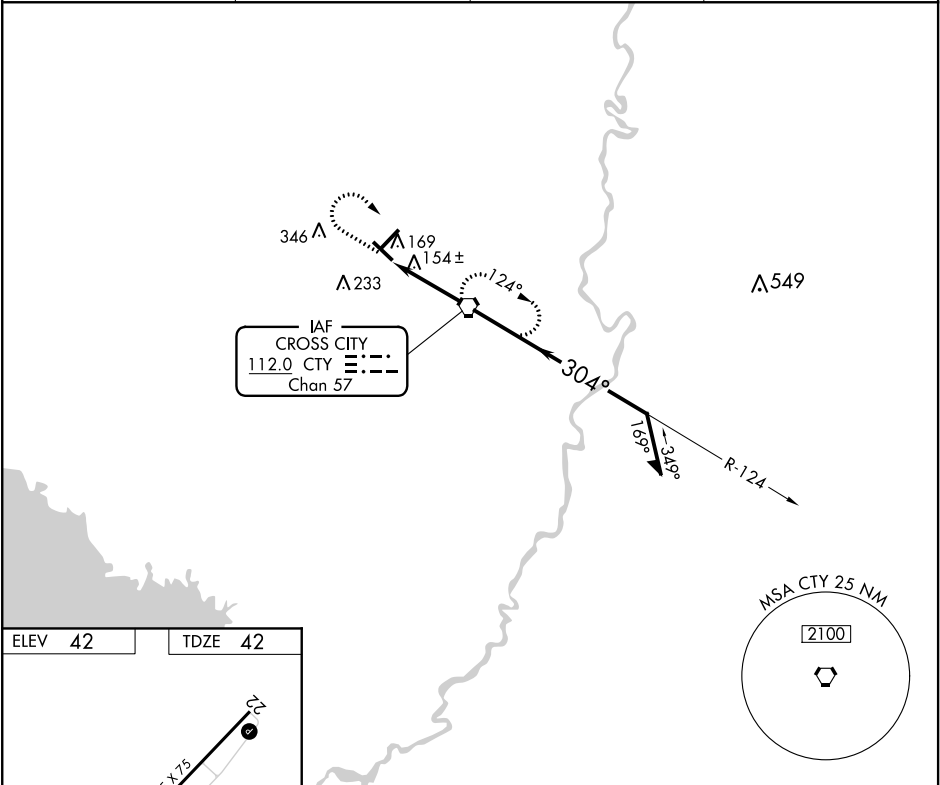 346
169
154±
233
124°
549
IAF
CROSS CITY
112.0 CTY
Chan 57
304°
169°
349°
R-124
MSA CTY 25 NM
2100
ELEV 42
TDZE 42
22
P
X 75